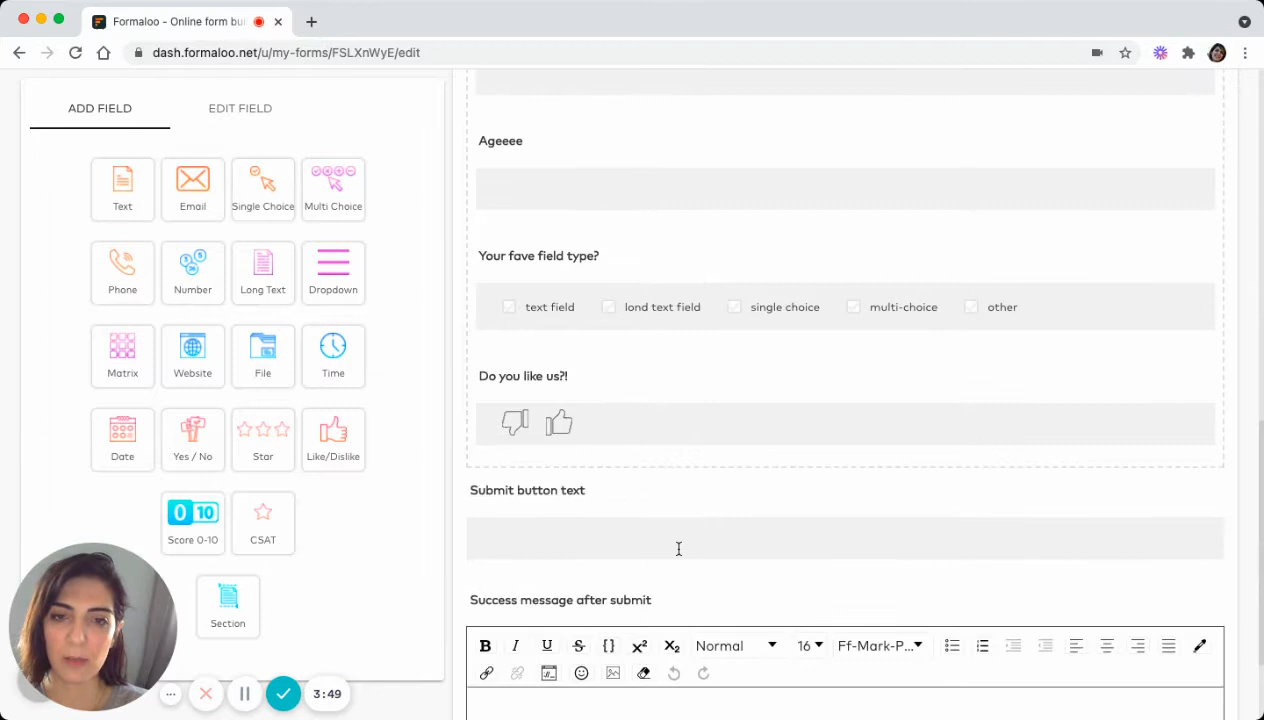 Formaloo - Online form bui
dash.formaloo.net/u/my-forms/FSLXnWyE/edit
ADD FIELD EDIT FIELD
Text Email Single Choice Multi Choice
Phone Number Long Text Dropdown
Matrix Website File Time
Date Yes / No Star Like/Dislike
0 10
Score 0-10 CSAT
Section
3:49
Ageeee
Your fave field type?
text field lond text field single choice multi-choice other
Do you like us?!
Submit button text
Success message after submit
B I U S {} X² X₂ Normal 16 Ff-Mark-P...